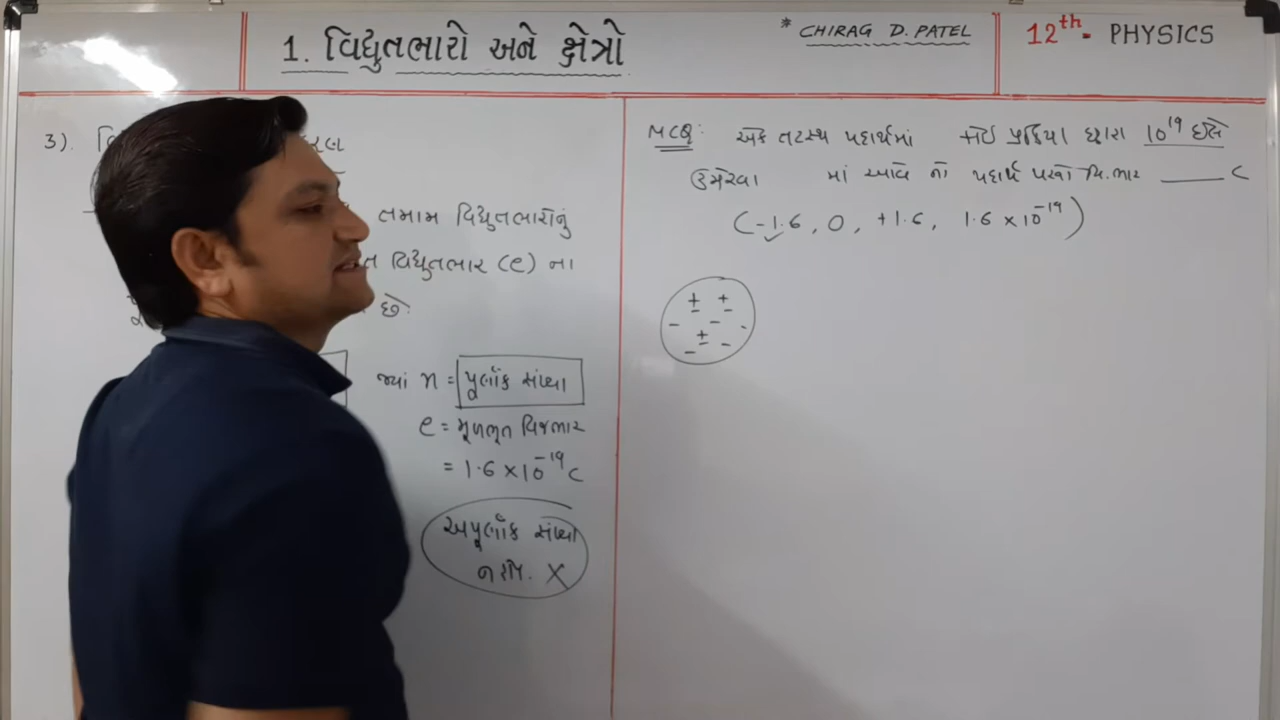 1. વિદ્યુતભારો અને ક્ષેત્રો
* CHIRAG D. PATEL
12th - PHYSICS
3). વિ
રણ
તમામ વિદ્યુતભારોનું
ત વિદ્યુતભાર (e) ના
છે.
જ્યાં n = પૂર્ણાંક સંખ્યા
e = મૂળભૂત વિજભાર
= 1.6 × 10⁻¹⁹ C
અપૂર્ણાંક સંખ્યા
ન હોય. X
MCQ: એક તટસ્થ પદાર્થમાં કોઈ પ્રક્રિયા દ્વારા 10¹⁹ ઇલે
ઉમેરવા માં આવે તો પદાર્થ પરનો વિ.ભાર ____ C
(-1.6, 0, +1.6, 1.6 × 10⁻¹⁹)